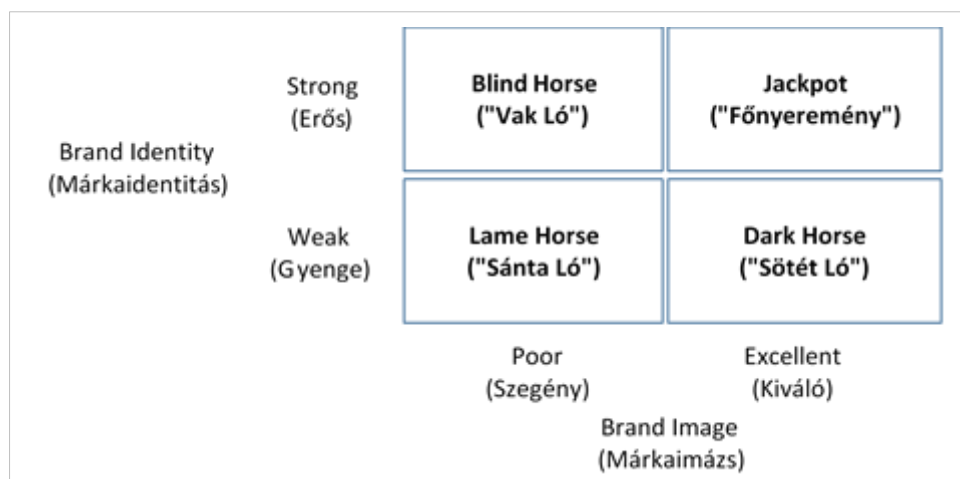 Strong
(Erős)
Blind Horse
("Vak Ló")
Jackpot
("Főnyeremény")
Brand Identity
(Márkaidentitás)
Weak
(Gyenge)
Lame Horse
("Sánta Ló")
Dark Horse
("Sötét Ló")
Poor
(Szegény)
Excellent
(Kiváló)
Brand Image
(Márkaimázs)